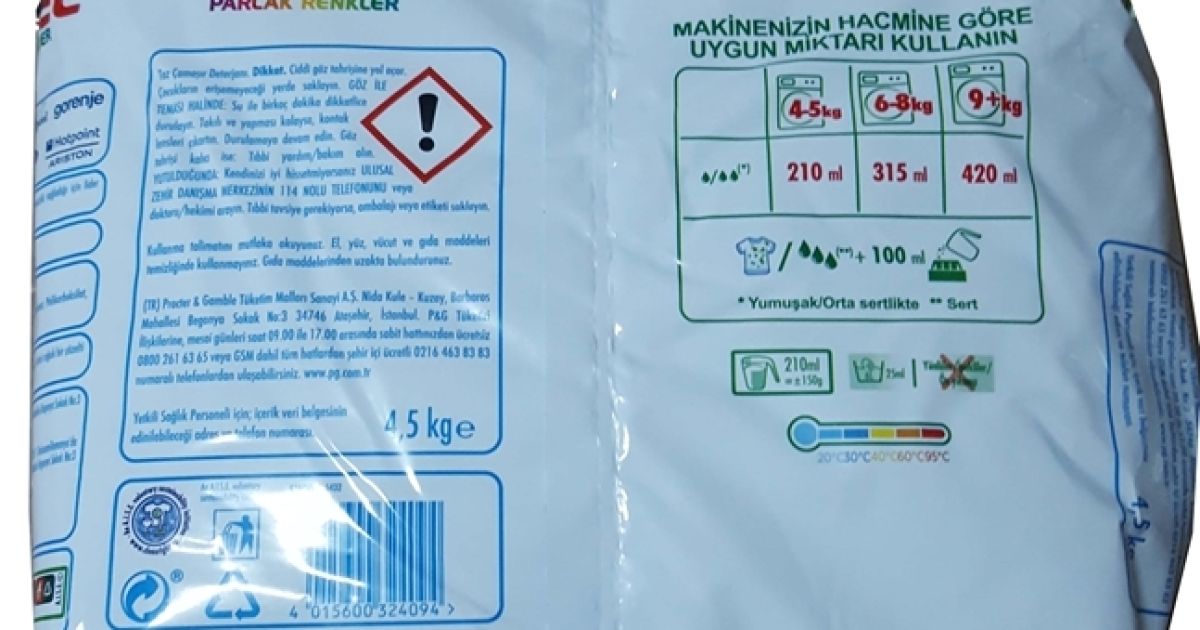 PARLAK RENKLER
gorenje
Hotpoint
ARISTON
Toz Çamaşır Deterjanı. Dikkat. Ciddi göz tahrişine yol açar.
Çocukların erişemeyeceği yerde saklayın. GÖZ İLE
TEMASI HALİNDE: Su ile birkaç dakika dikkatlice
durulayın. Takılı ve yapması kolaysa, kontak
lensleri çıkartın. Durulamaya devam edin. Göz
tahrişi kalıcı ise: Tıbbi yardım/bakım alın.
YUTULDUĞUNDA: Kendinizi iyi hissetmiyorsanız ULUSAL
ZEHİR DANIŞMA MERKEZİNİN 114 NOLU TELEFONUNU veya
doktoru/hekimi arayın. Tıbbi tavsiye gerekiyorsa, ambalajı veya etiketi saklayın.
Kullanma talimatını mutlaka okuyunuz. El, yüz, vücut ve gıda maddeleri
temizliğinde kullanmayınız. Gıda maddelerinden uzakta bulundurunuz.
(TR) Procter & Gamble Tüketim Malları Sanayi A.Ş. Nida Kule - Kuzey, Barbaros
Mahallesi Begonya Sokak No:3 34746 Ataşehir, İstanbul. P&G Tüketici
İlişkilerine, mesai günleri saat 09.00 ile 17.00 arasında sabit hattınızdan ücretsiz
0800 261 63 65 veya GSM dahil tüm hatlardan şehir içi ücretli 0216 463 83 83
numaralı telefonlardan ulaşabilirsiniz. www.pg.com.tr
Yetkili Sağlık Personeli için; içerik veri belgesinin
edinilebileceği adres ve telefon numarası.
4,5 kg e
4 015600 324094 >
MAKİNENİZİN HACMİNE GÖRE
UYGUN MİKTARI KULLANIN
4-5kg 6-8kg 9+kg
(*) 210 ml 315 ml 420 ml
/ (**) + 100 ml
* Yumuşak/Orta sertlikte ** Sert
210ml
=±150g
25ml
20°C 30°C 40°C 60°C 95°C
4,5 kg